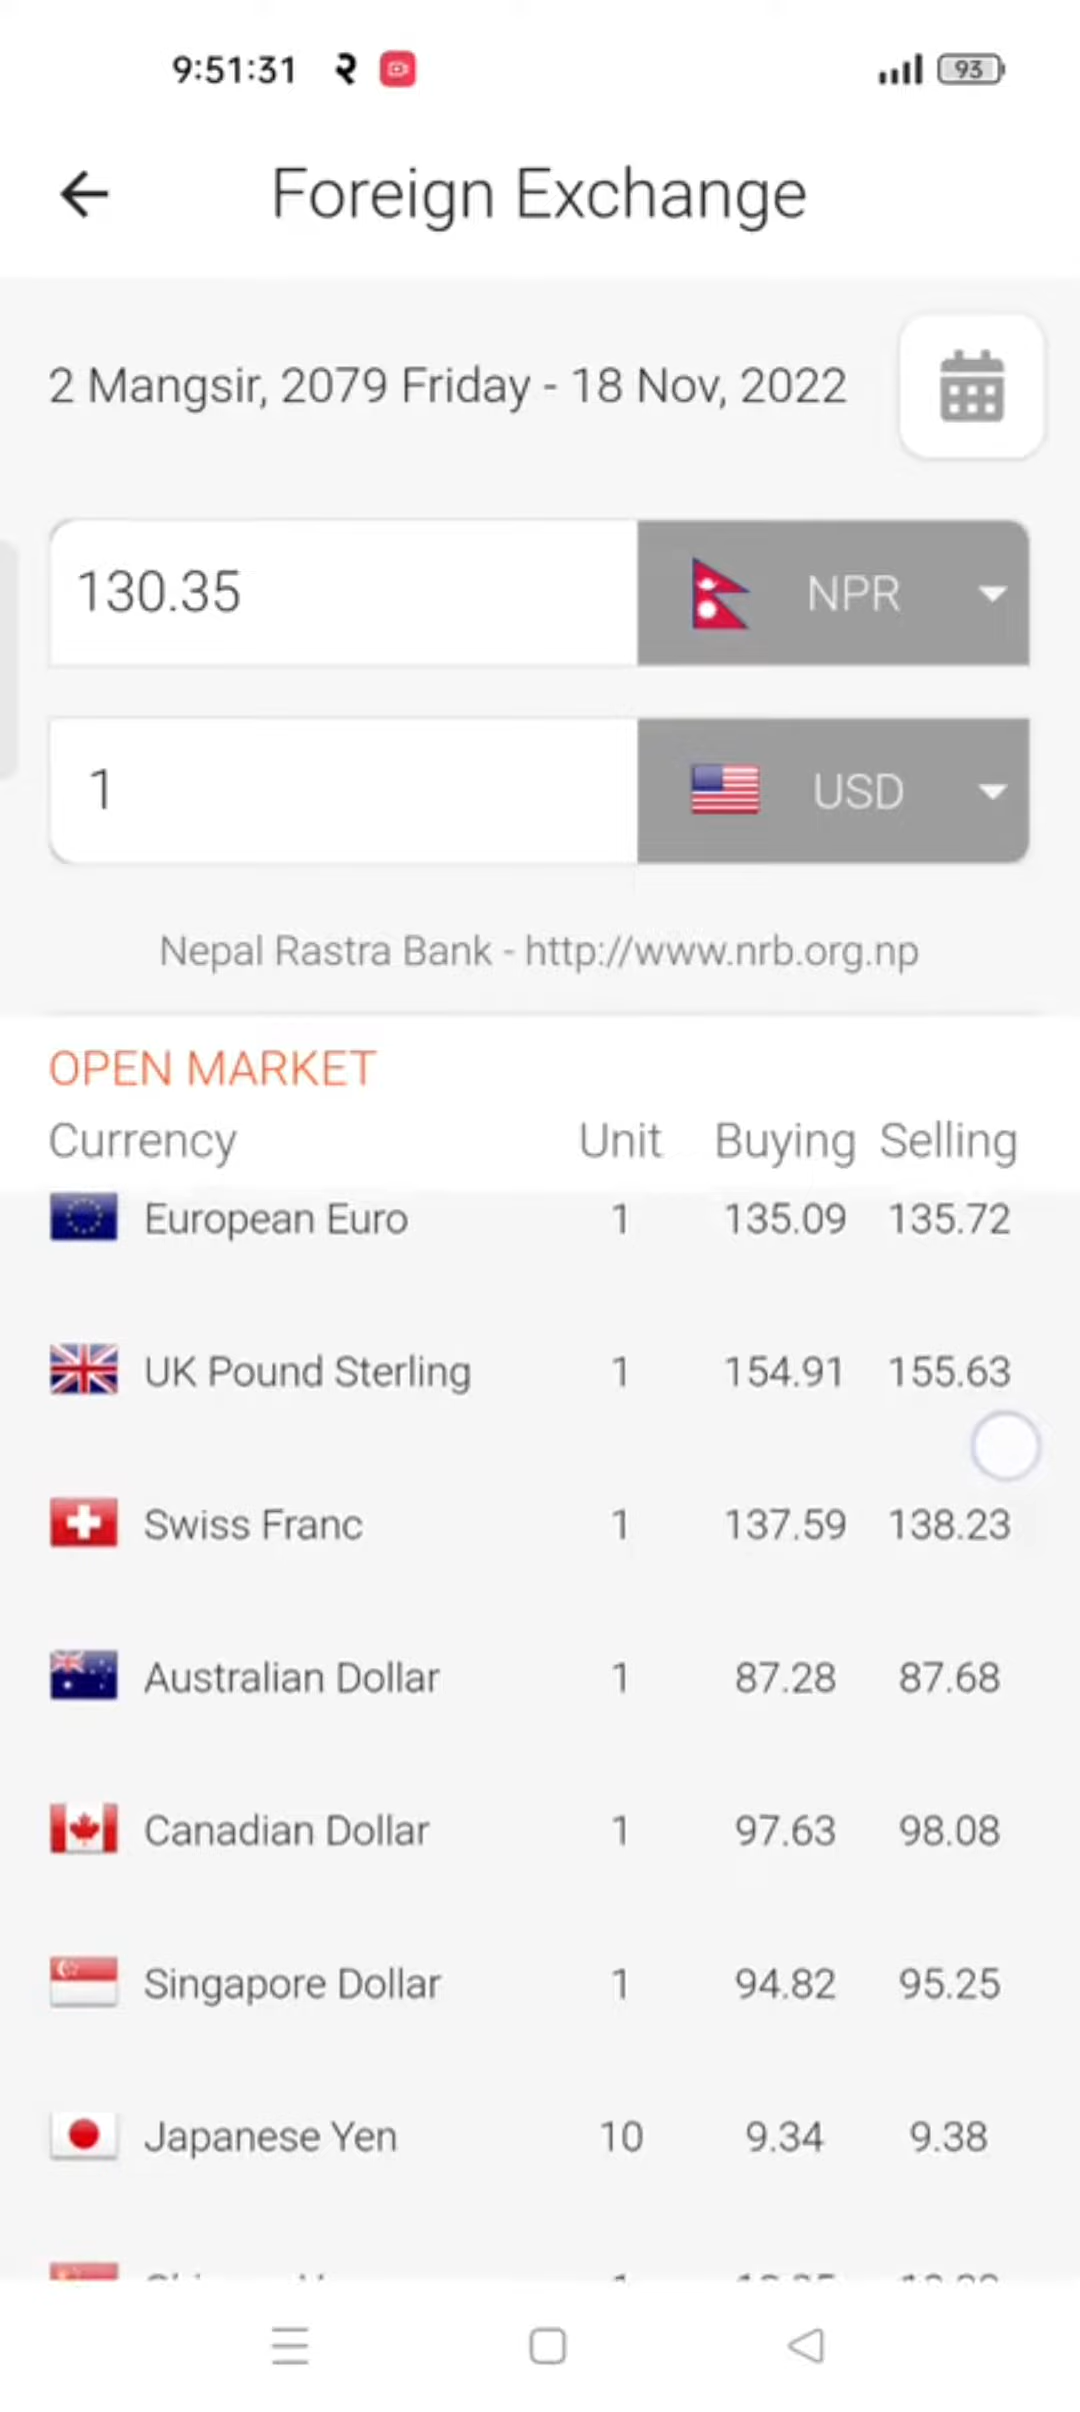 9:51:31 93
Foreign Exchange
2 Mangsir, 2079 Friday - 18 Nov, 2022
130.35 NPR
1 USD
Nepal Rastra Bank - http://www.nrb.org.np
OPEN MARKET
Currency Unit Buying Selling
European Euro 1 135.09 135.72
UK Pound Sterling 1 154.91 155.63
Swiss Franc 1 137.59 138.23
Australian Dollar 1 87.28 87.68
Canadian Dollar 1 97.63 98.08
Singapore Dollar 1 94.82 95.25
Japanese Yen 10 9.34 9.38